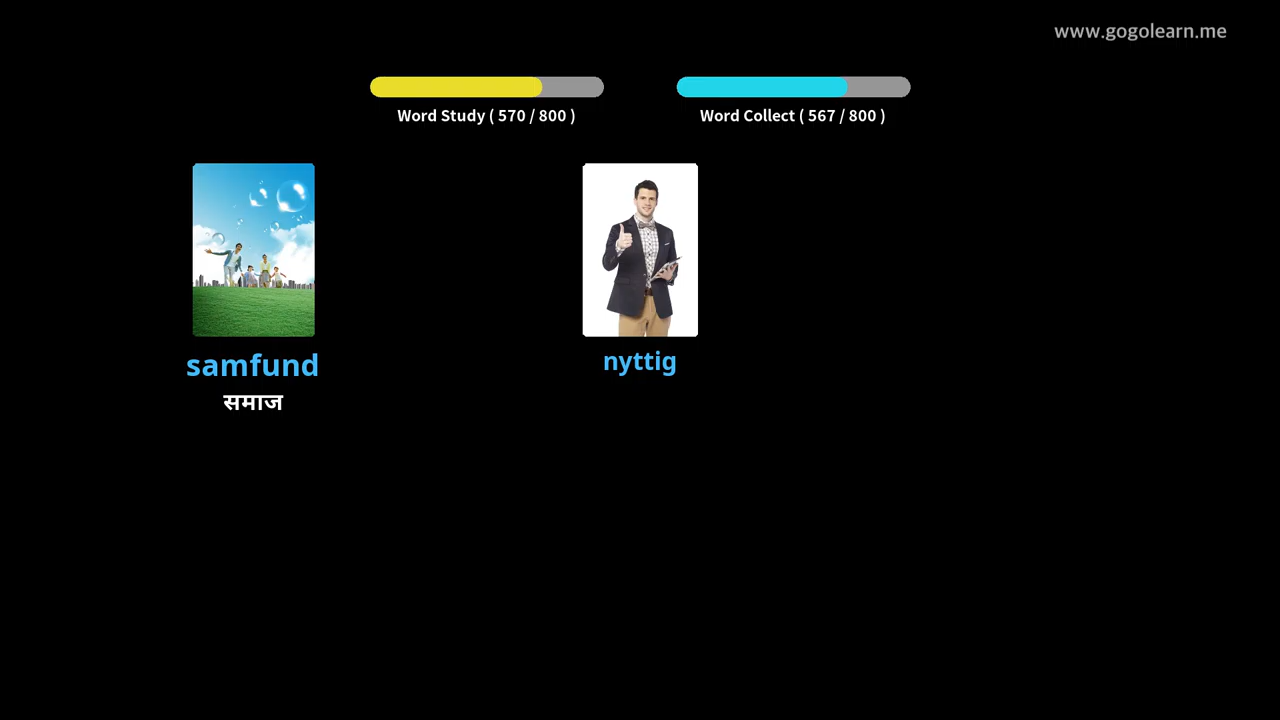 www.gogolearn.me
Word Study ( 570 / 800 )
Word Collect ( 567 / 800 )
samfund
समाज
nyttig